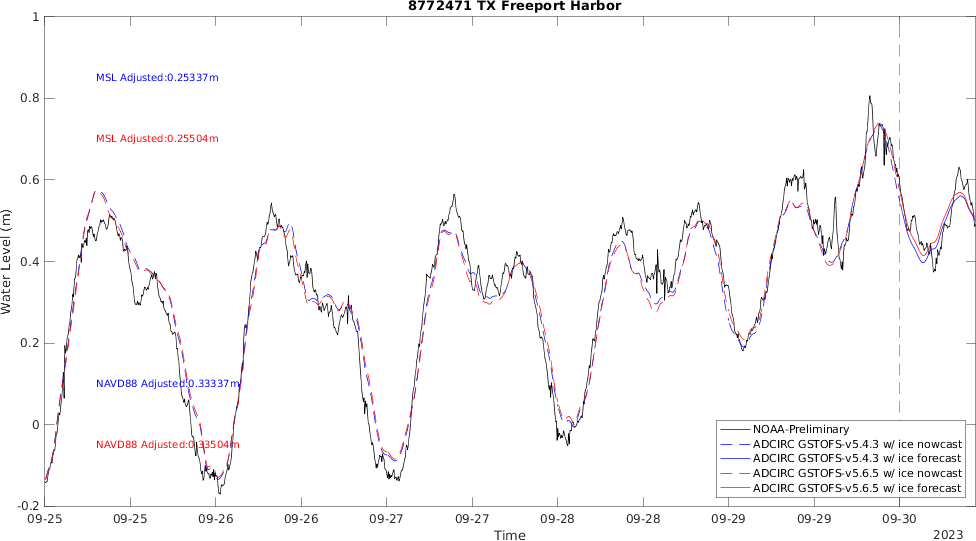 8772471 TX Freeport Harbor
1
0.8
0.6
0.4
0.2
0
-0.2
Water Level (m)
MSL Adjusted:0.25337m
MSL Adjusted:0.25504m
NAVD88 Adjusted:0.33337m
NAVD88 Adjusted:0.33504m
NOAA-Preliminary
ADCIRC GSTOFS-v5.4.3 w/ ice nowcast
ADCIRC GSTOFS-v5.4.3 w/ ice forecast
ADCIRC GSTOFS-v5.6.5 w/ ice nowcast
ADCIRC GSTOFS-v5.6.5 w/ ice forecast
09-25 09-25 09-26 09-26 09-27 09-27 09-28 09-28 09-29 09-29 09-30
Time
2023